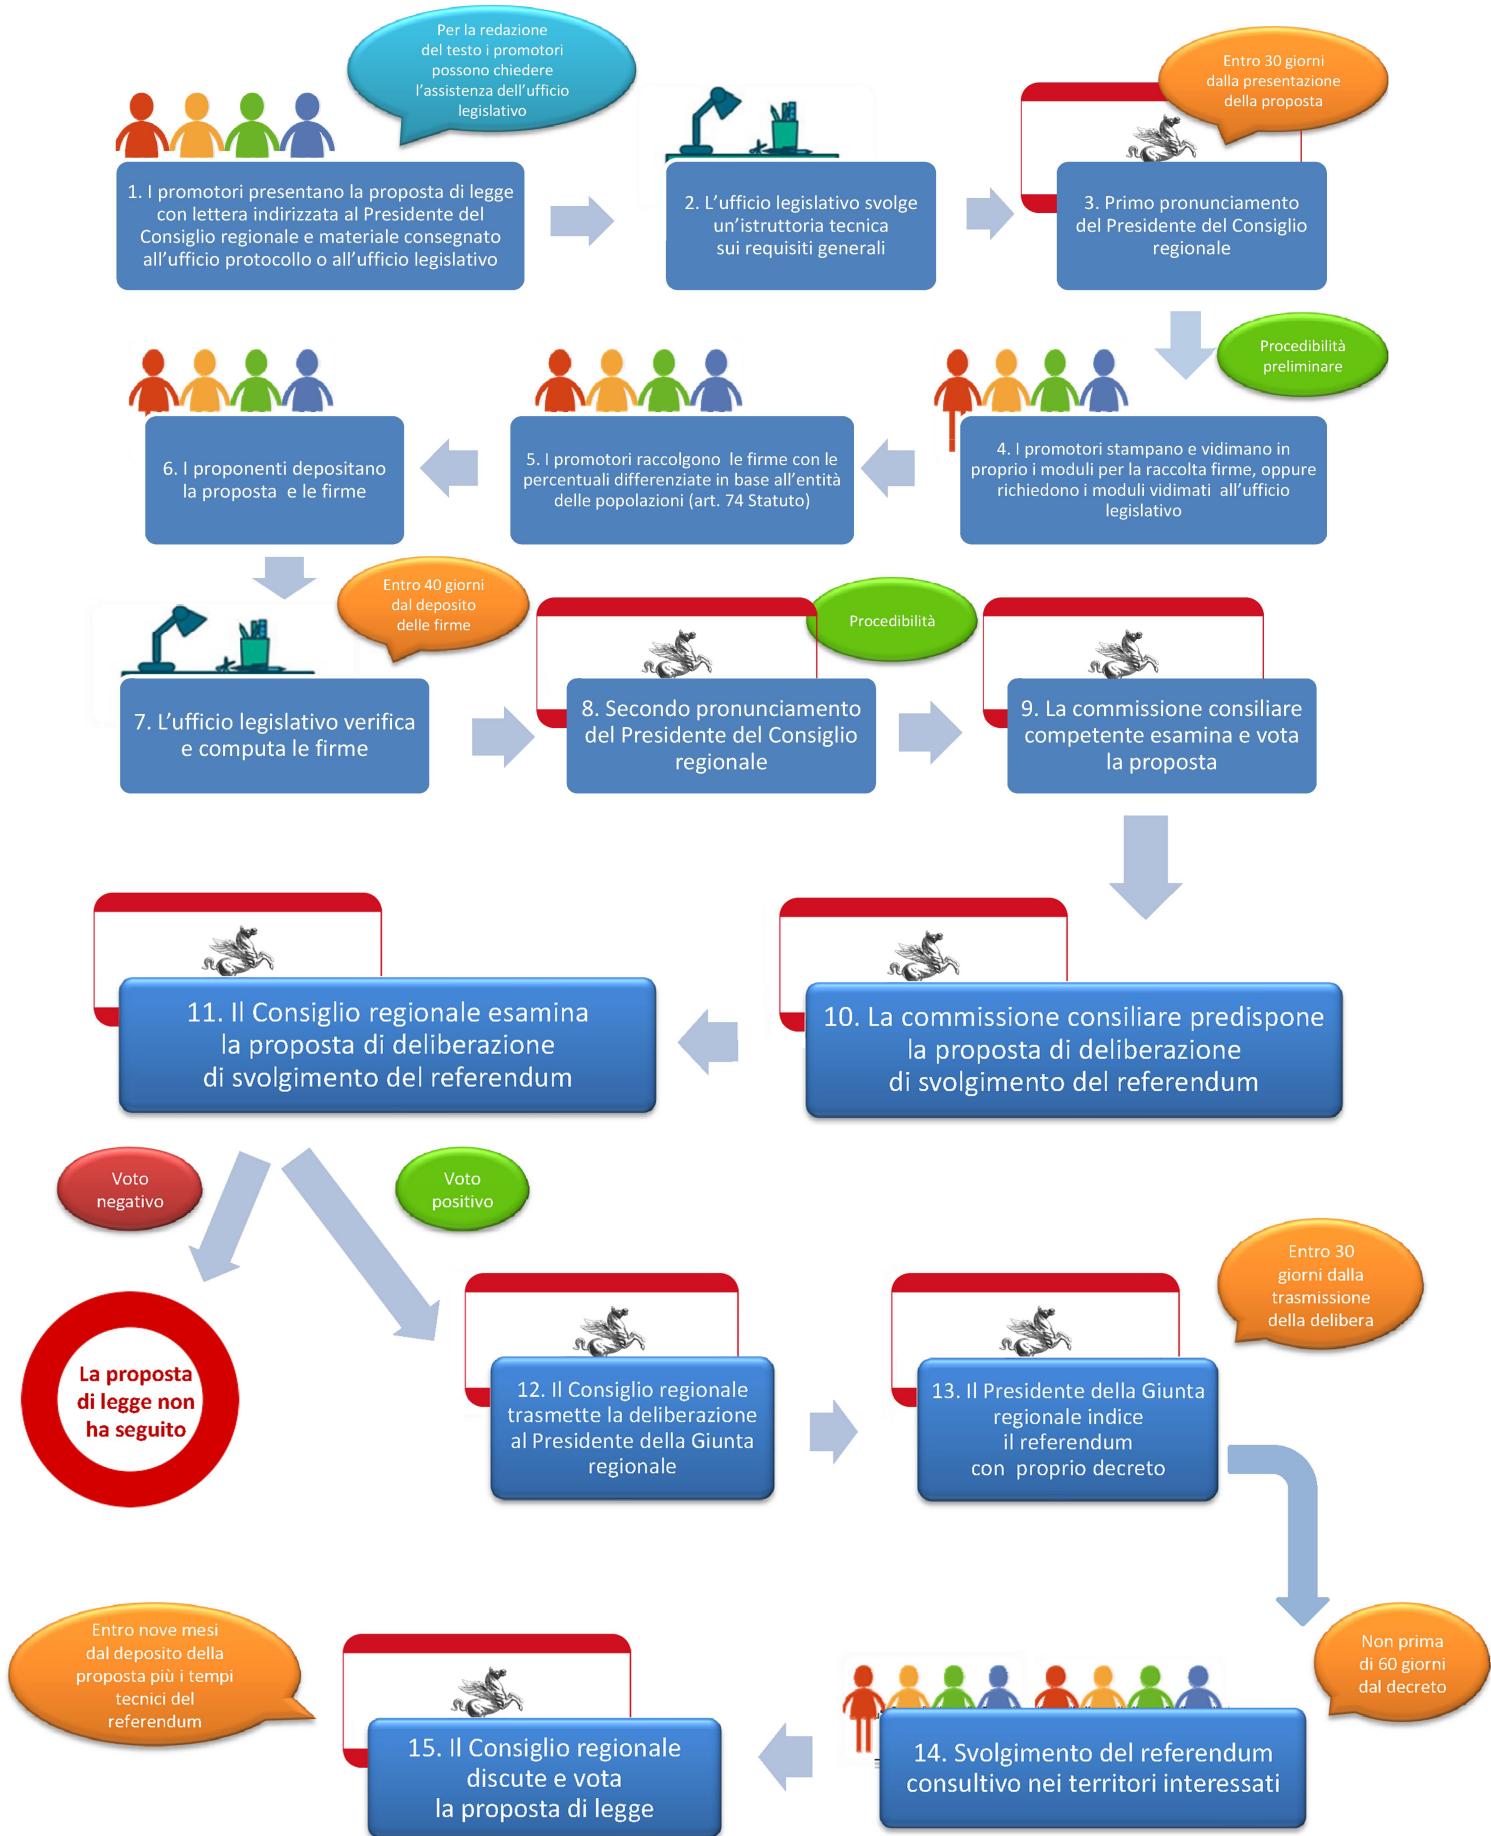 Per la redazione
del testo i promotori
possono chiedere
l’assistenza dell’ufficio
legislativo
Entro 30 giorni
dalla presentazione
della proposta
1. I promotori presentano la proposta di legge
con lettera indirizzata al Presidente del
Consiglio regionale e materiale consegnato
all’ufficio protocollo o all’ufficio legislativo
2. L’ufficio legislativo svolge
un’istruttoria tecnica
sui requisiti generali
3. Primo pronunciamento
del Presidente del Consiglio
regionale
Procedibilità
preliminare
4. I promotori stampano e vidimano in
proprio i moduli per la raccolta firme, oppure
richiedono i moduli vidimati all’ufficio
legislativo
5. I promotori raccolgono le firme con le
percentuali differenziate in base all’entità
delle popolazioni (art. 74 Statuto)
6. I proponenti depositano
la proposta e le firme
Entro 40 giorni
dal deposito
delle firme
Procedibilità
7. L’ufficio legislativo verifica
e computa le firme
8. Secondo pronunciamento
del Presidente del Consiglio
regionale
9. La commissione consiliare
competente esamina e vota
la proposta
10. La commissione consiliare predispone
la proposta di deliberazione
di svolgimento del referendum
11. Il Consiglio regionale esamina
la proposta di deliberazione
di svolgimento del referendum
Voto
negativo
Voto
positivo
La proposta
di legge non
ha seguito
12. Il Consiglio regionale
trasmette la deliberazione
al Presidente della Giunta
regionale
Entro 30
giorni dalla
trasmissione
della delibera
13. Il Presidente della Giunta
regionale indice
il referendum
con proprio decreto
Non prima
di 60 giorni
dal decreto
14. Svolgimento del referendum
consultivo nei territori interessati
Entro nove mesi
dal deposito della
proposta più i tempi
tecnici del
referendum
15. Il Consiglio regionale
discute e vota
la proposta di legge